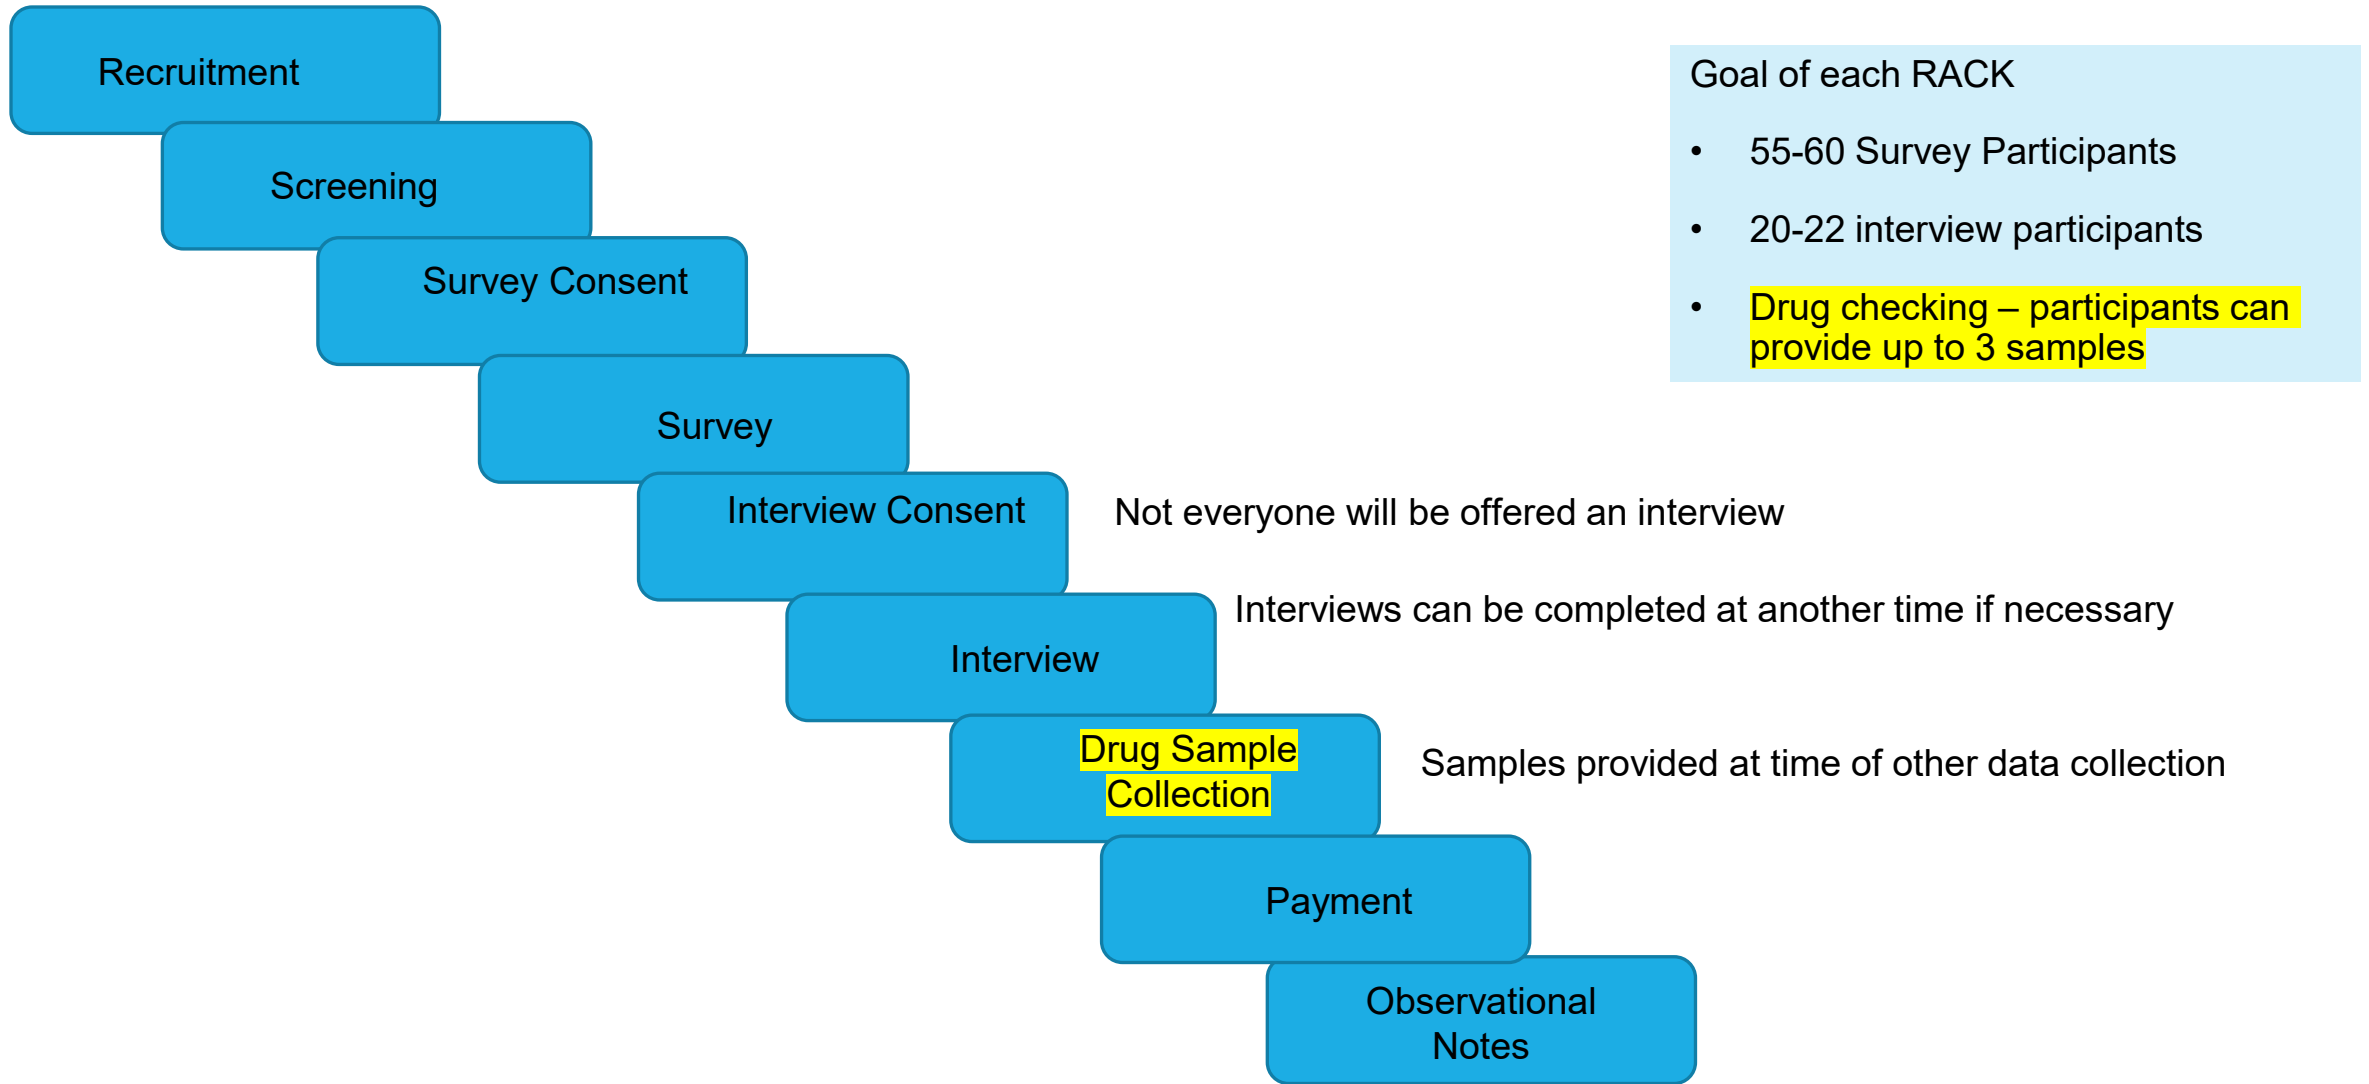 Recruitment
Screening
Survey Consent
Survey
Interview Consent
Interview
Drug Sample
Collection
Payment
Observational
Notes
Not everyone will be offered an interview
Interviews can be completed at another time if necessary
Samples provided at time of other data collection
Goal of each RACK
• 55-60 Survey Participants
• 20-22 interview participants
• Drug checking – participants can
provide up to 3 samples